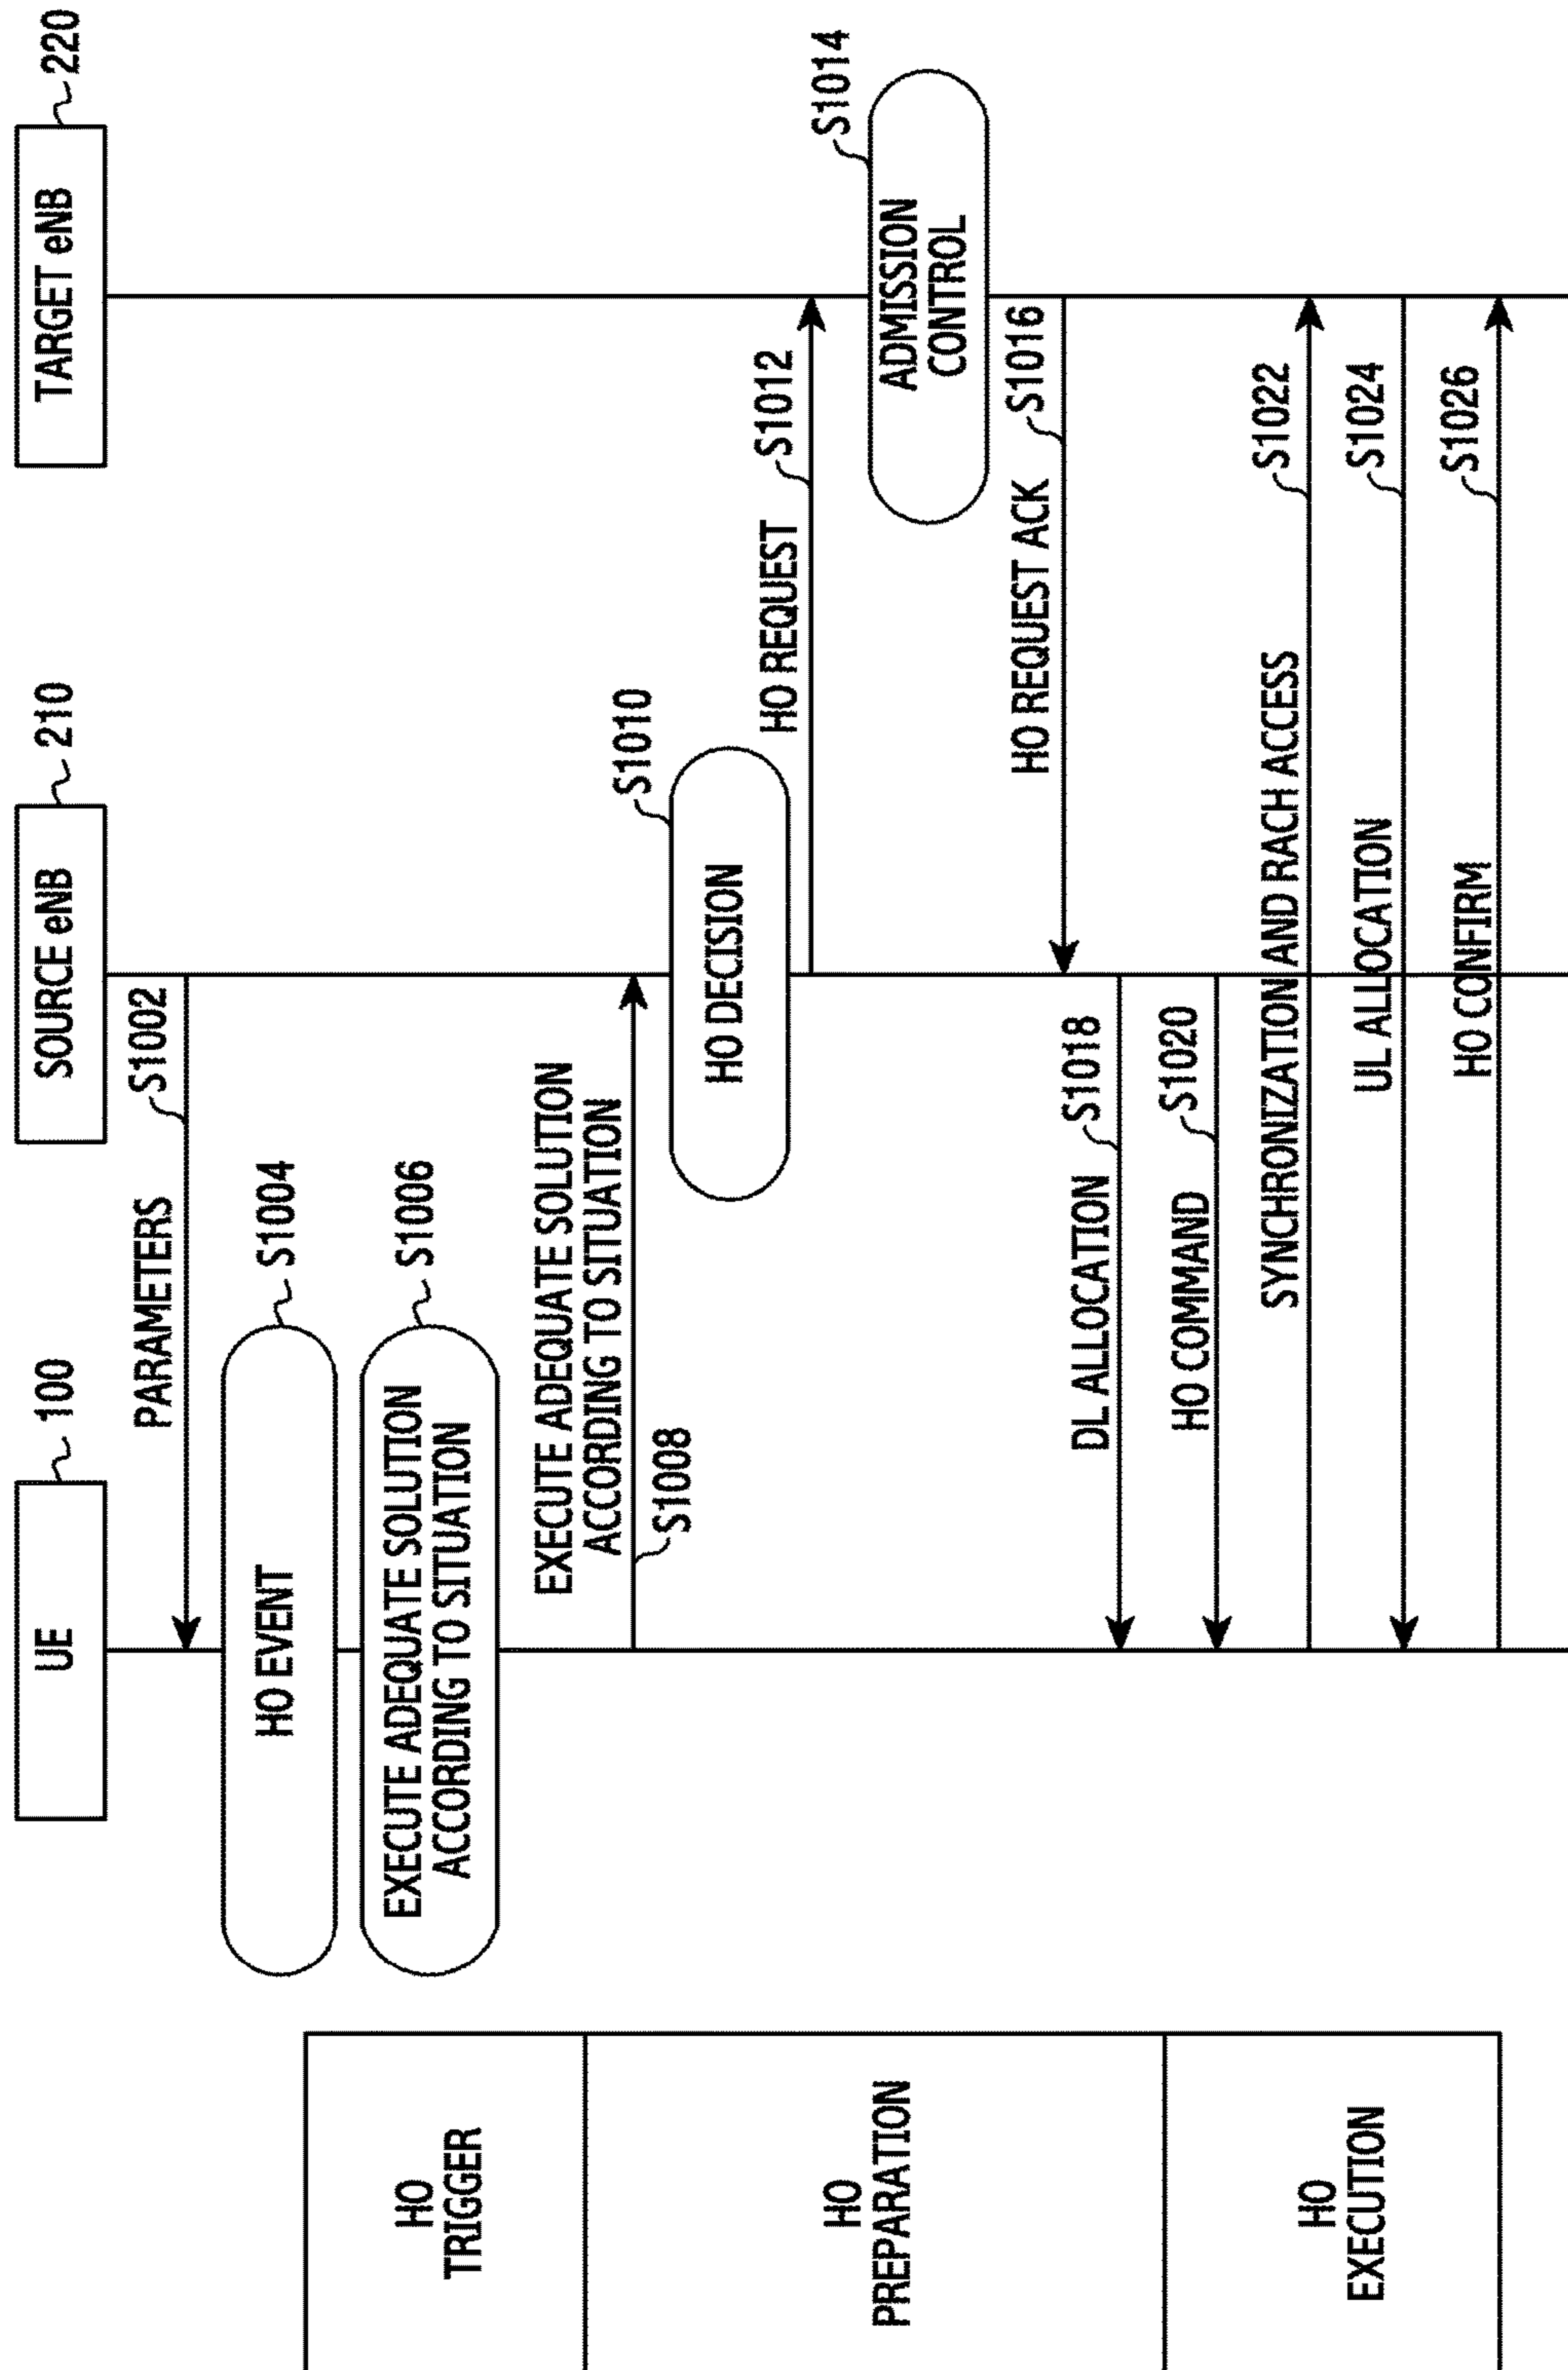 UE
100
SOURCE eNB
210
TARGET eNB
220
PARAMETERS
S1002
HO
TRIGGER
HO EVENT
S1004
EXECUTE ADEQUATE SOLUTION
ACCORDING TO SITUATION
S1006
EXECUTE ADEQUATE SOLUTION
ACCORDING TO SITUATION
S1008
HO
PREPARATION
HO DECISION
S1010
HO REQUEST
S1012
ADMISSION
CONTROL
S1014
HO REQUEST ACK
S1016
DL ALLOCATION
S1018
HO COMMAND
S1020
HO
EXECUTION
SYNCHRONIZATION AND RACH ACCESS
S1022
UL ALLOCATION
S1024
HO CONFIRM
S1026